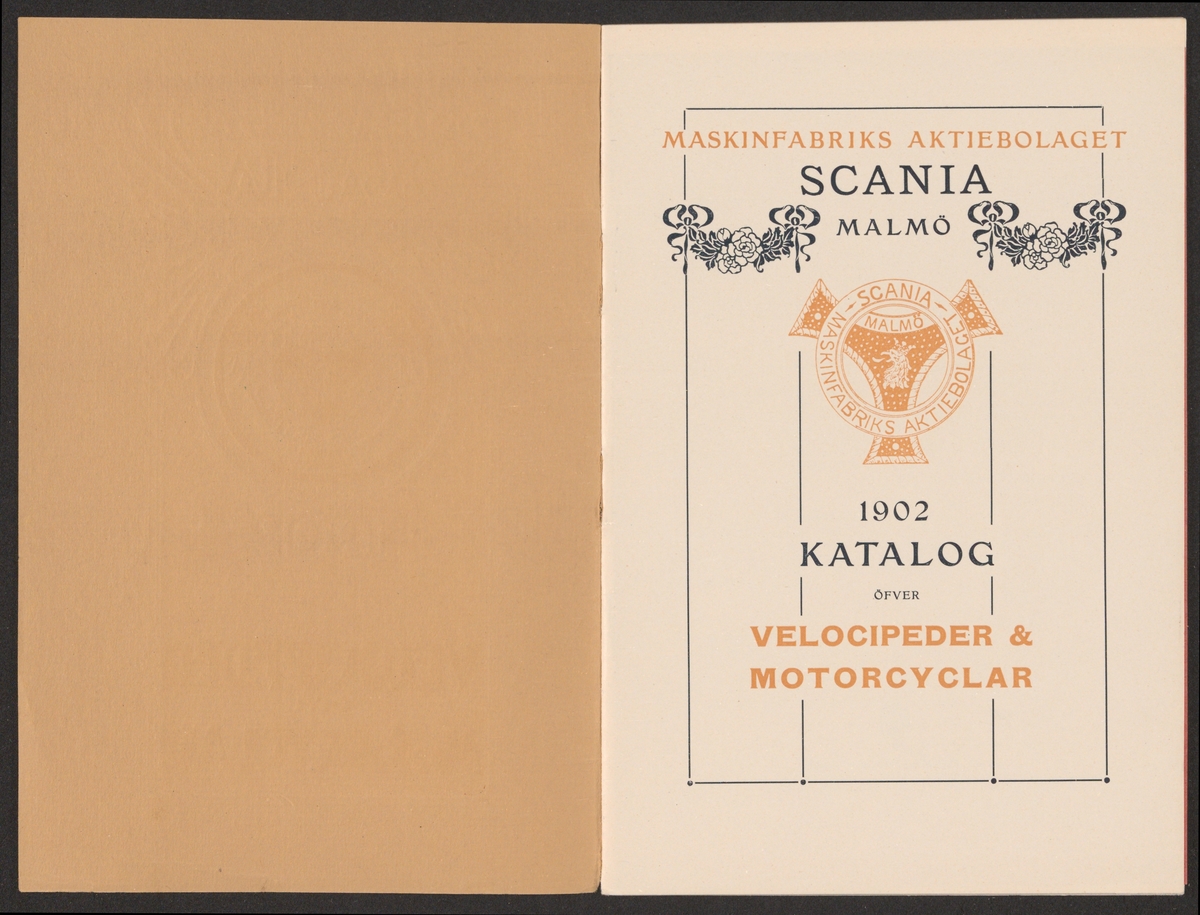 MASKINFABRIKS AKTIEBOLAGET
SCANIA
MALMÖ
SCANIA
MALMÖ
MASKINFABRIKS AKTIEBOLAGET
1902
KATALOG
ÖFVER
VELOCIPEDER &
MOTORCYCLAR